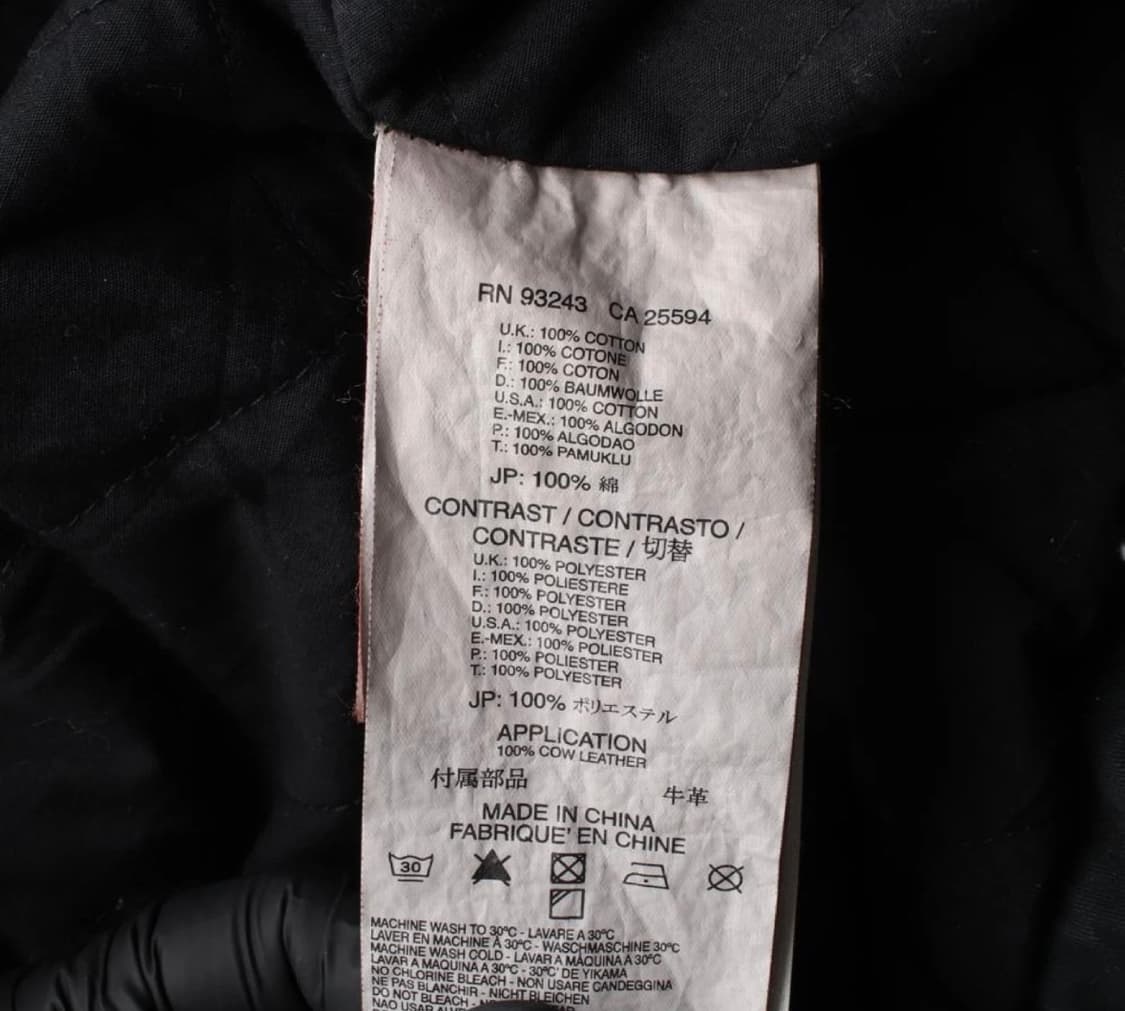 RN 93243 CA 25594
U.K.: 100% COTTON
I.: 100% COTONE
F.: 100% COTON
D.: 100% BAUMWOLLE
U.S.A.: 100% COTTON
E.-MEX.: 100% ALGODON
P.: 100% ALGODAO
T.: 100% PAMUKLU
JP: 100% 綿
CONTRAST / CONTRASTO /
CONTRASTE / 切替
U.K.: 100% POLYESTER
I.: 100% POLIESTERE
F.: 100% POLYESTER
D.: 100% POLYESTER
U.S.A.: 100% POLYESTER
E.-MEX.: 100% POLIESTER
P.: 100% POLIESTER
T.: 100% POLYESTER
JP: 100% ポリエステル
APPLICATION
100% COW LEATHER
付属部品 牛革
MADE IN CHINA
FABRIQUE' EN CHINE
30
MACHINE WASH TO 30°C - LAVARE A 30°C
LAVER EN MACHINE À 30°C - WASCHMASCHINE 30°C
MACHINE WASH COLD - LAVAR A MÁQUINA A 30°C
LAVAR A MAQUINA A 30°C - 30°C' DE YIKAMA
NO CHLORINE BLEACH - NON USARE CANDEGGINA
NE PAS BLANCHIR - NICHT BLEICHEN
DO NOT BLEACH -
NAO USAR